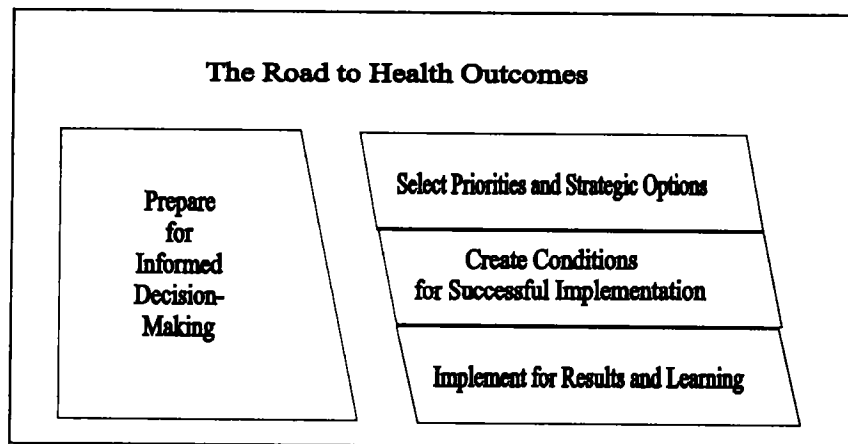 The Road to Health Outcomes
Prepare
for
Informed
Decision-
Making
Select Priorities and Strategic Options
Create Conditions
for Successful Implementation
Implement for Results and Learning